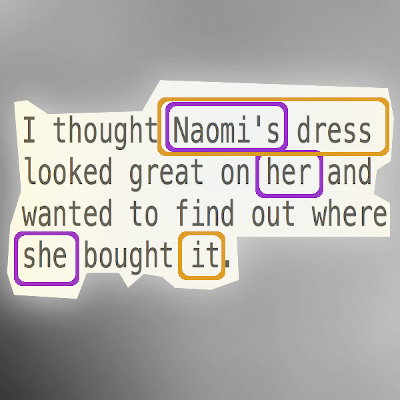 I thought Naomi's dress
looked great on her and
wanted to find out where
she bought it.